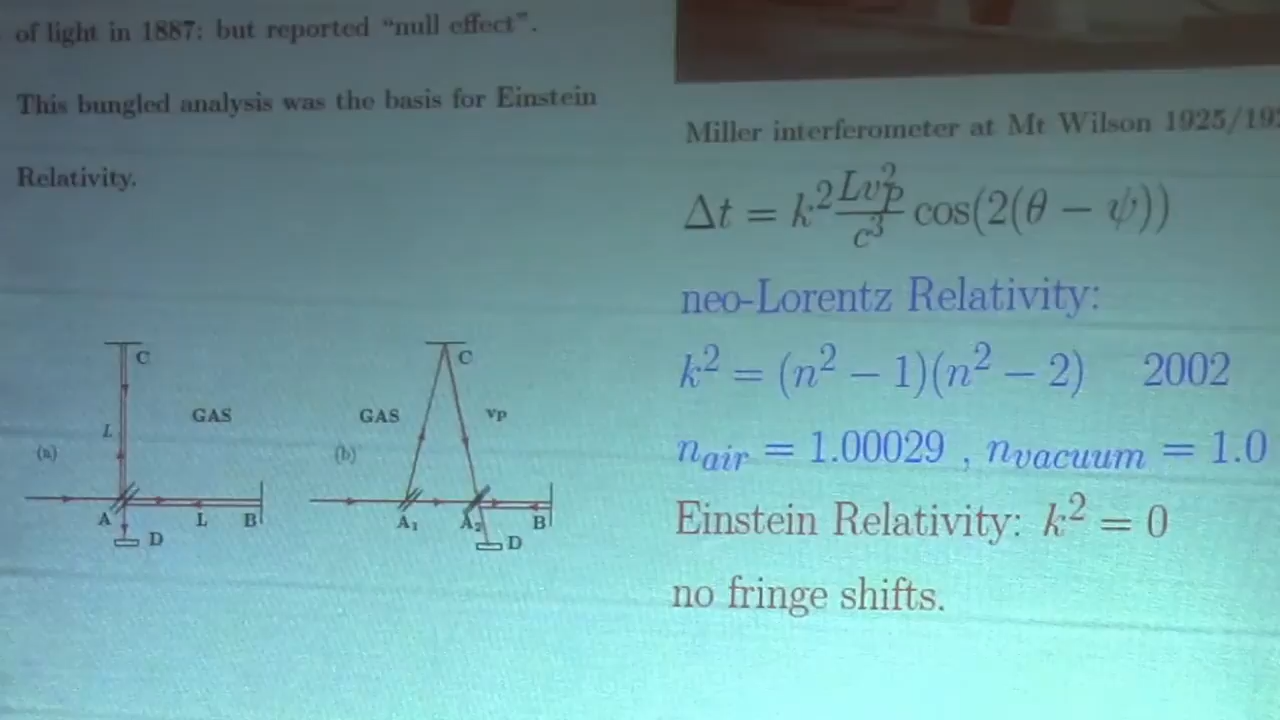 of light in 1887: but reported “null effect”.
This bungled analysis was the basis for Einstein
Relativity.
C
L
GAS
(a)
A
L
B
D
C
GAS
vp
(b)
A₁
A₂
B
D
Miller interferometer at Mt Wilson 1925/19
Δt = k² Lv²ₚ/c³ cos(2(θ − ψ))
neo-Lorentz Relativity:
k² = (n² − 1)(n² − 2) 2002
n_air = 1.00029 , n_vacuum = 1.0
Einstein Relativity: k² = 0
no fringe shifts.